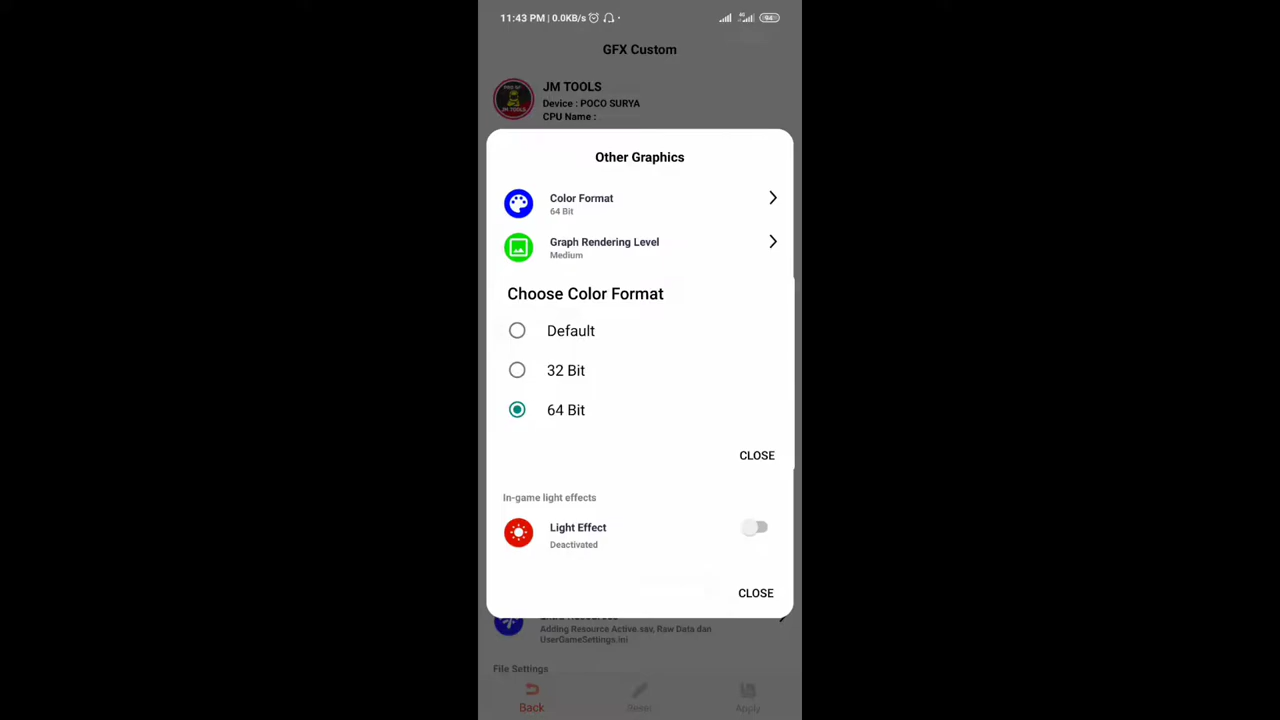 11:43 PM | 0.0KB/s
4G
94
GFX Custom
JM TOOLS
Device : POCO SURYA
CPU Name :
Other Graphics
Color Format
64 Bit
Graph Rendering Level
Medium
Choose Color Format
Default
32 Bit
64 Bit
CLOSE
In-game light effects
Light Effect
Deactivated
CLOSE
Adding Resource Active.sav, Raw Data dan
UserGameSettings.ini
File Settings
Back
Apply